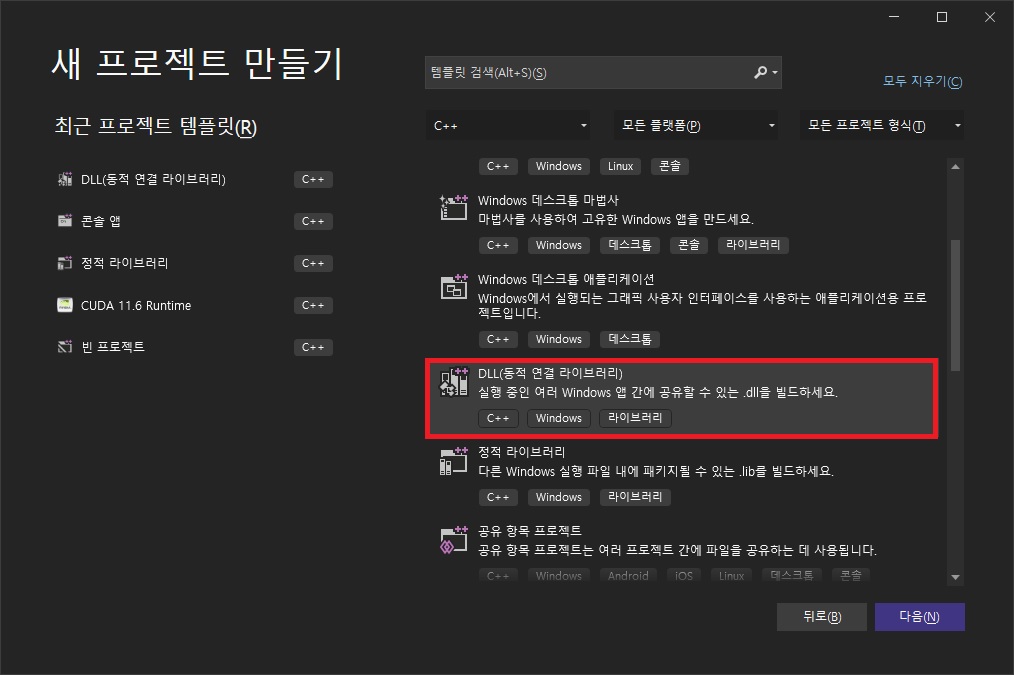 새 프로젝트 만들기
최근 프로젝트 템플릿(R)
DLL(동적 연결 라이브러리) C++
콘솔 앱 C++
정적 라이브러리 C++
CUDA 11.6 Runtime C++
빈 프로젝트 C++
템플릿 검색(Alt+S)(S)
모두 지우기(C)
C++ 모든 플랫폼(P) 모든 프로젝트 형식(T)
C++ Windows Linux 콘솔
Windows 데스크톱 마법사
마법사를 사용하여 고유한 Windows 앱을 만드세요.
C++ Windows 데스크톱 콘솔 라이브러리
Windows 데스크톱 애플리케이션
Windows에서 실행되는 그래픽 사용자 인터페이스를 사용하는 애플리케이션용 프로
젝트입니다.
C++ Windows 데스크톱
DLL(동적 연결 라이브러리)
실행 중인 여러 Windows 앱 간에 공유할 수 있는 .dll을 빌드하세요.
C++ Windows 라이브러리
정적 라이브러리
다른 Windows 실행 파일 내에 패키지될 수 있는 .lib를 빌드하세요.
C++ Windows 라이브러리
공유 항목 프로젝트
공유 항목 프로젝트는 여러 프로젝트 간에 파일을 공유하는 데 사용됩니다.
C++ Windows Android iOS Linux 데스크톱 콘솔
뒤로(B) 다음(N)